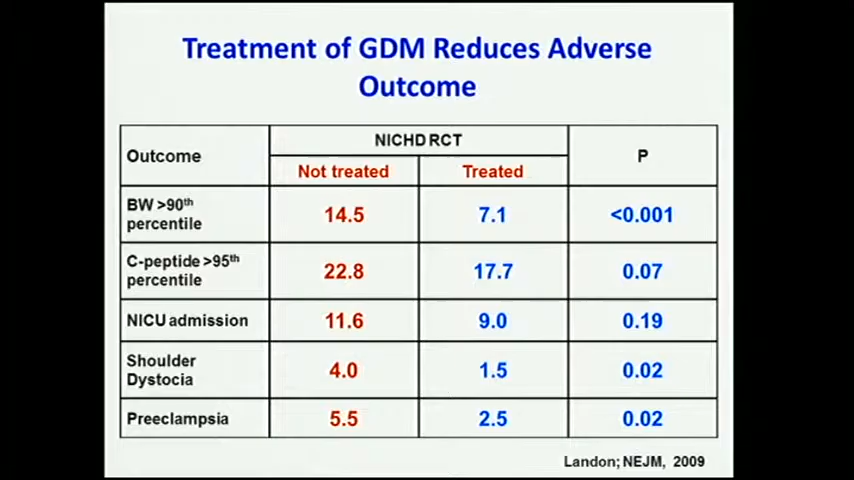 Treatment of GDM Reduces Adverse
Outcome
Outcome
NICHD RCT
P
Not treated
Treated
BW >90th
percentile
14.5
7.1
<0.001
C-peptide >95th
percentile
22.8
17.7
0.07
NICU admission
11.6
9.0
0.19
Shoulder
Dystocia
4.0
1.5
0.02
Preeclampsia
5.5
2.5
0.02
Landon; NEJM, 2009